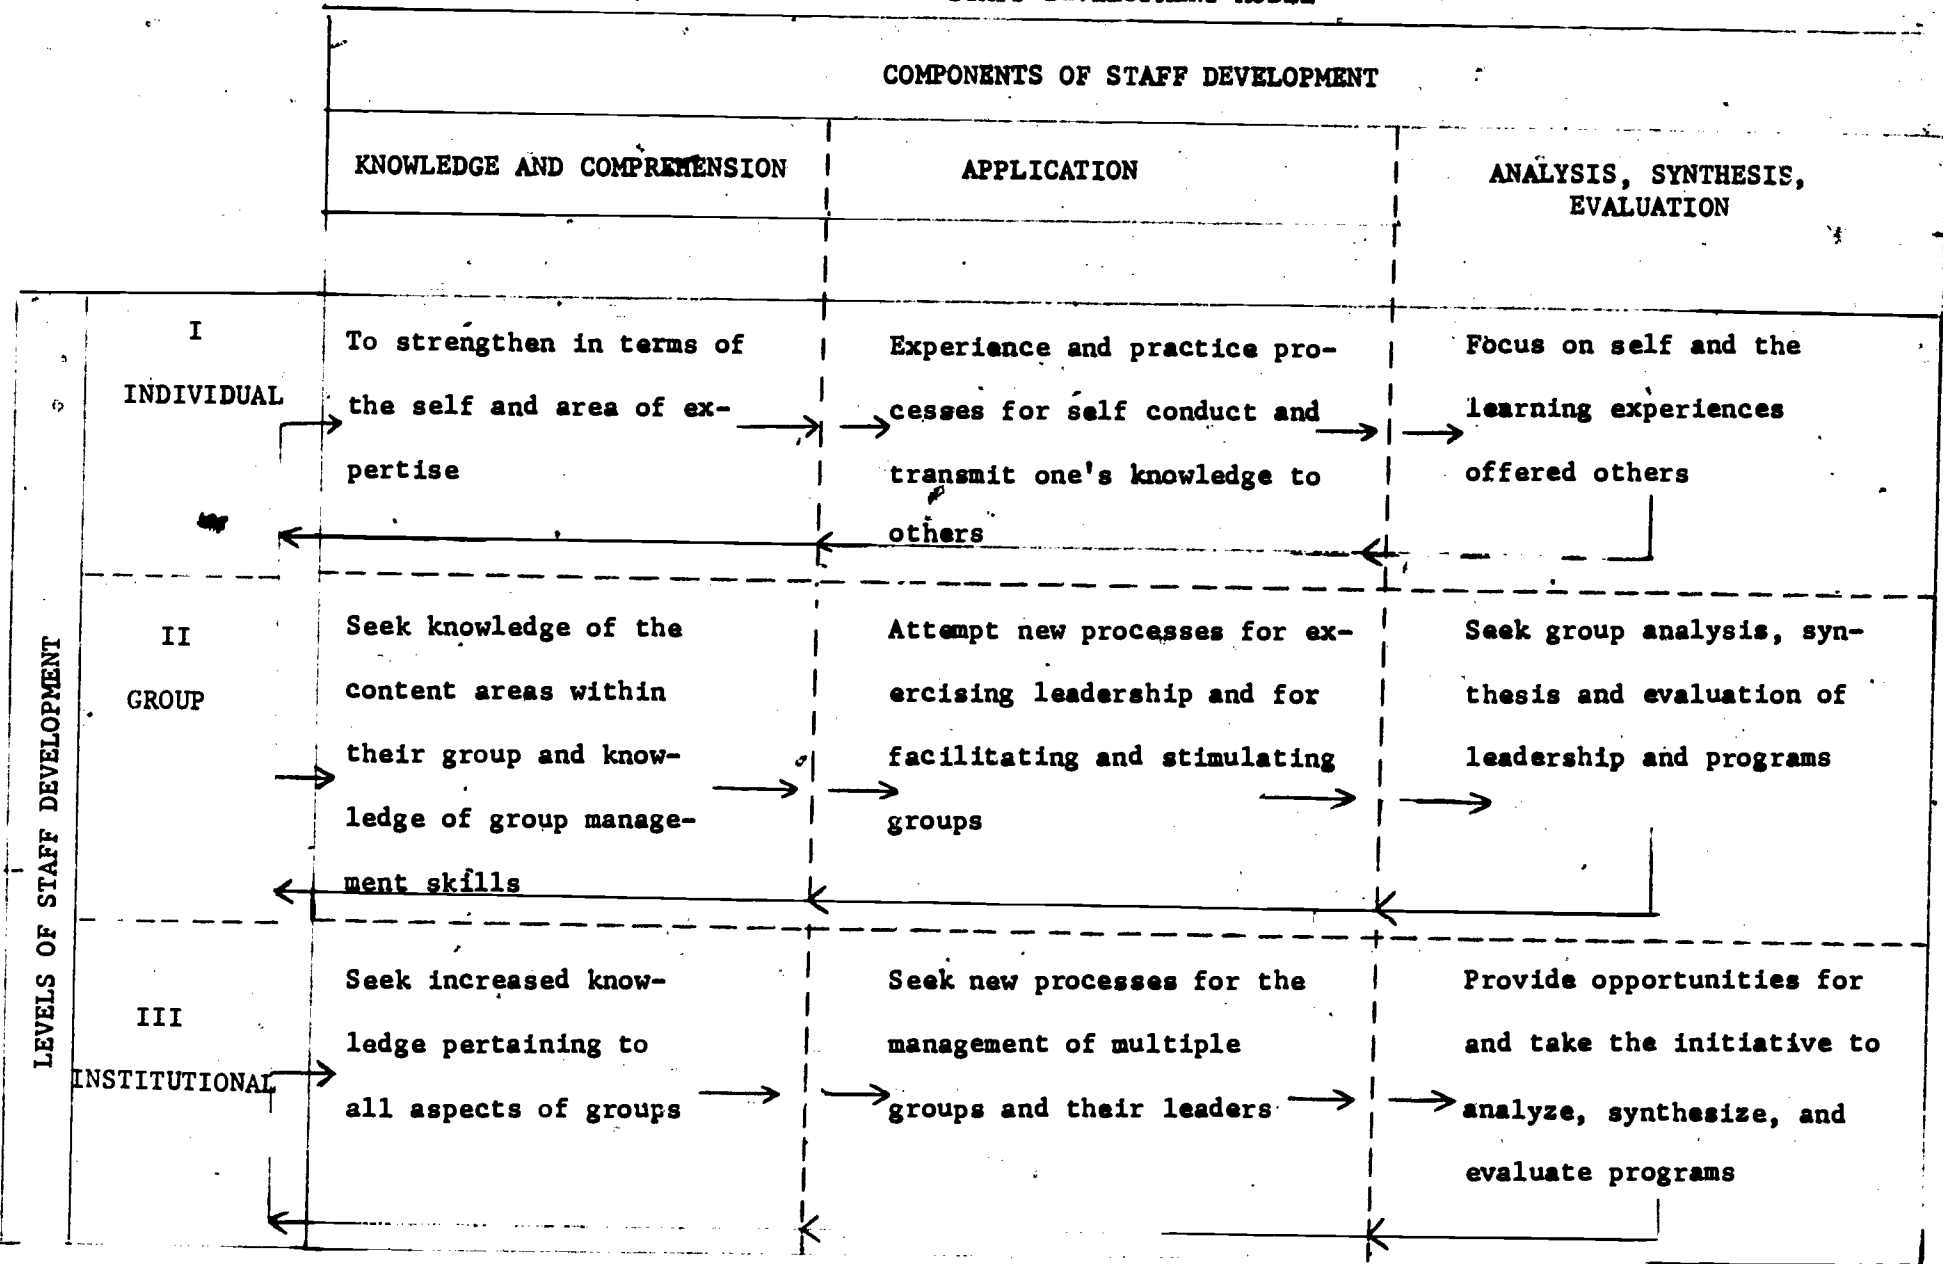 COMPONENTS OF STAFF DEVELOPMENT
KNOWLEDGE AND COMPREHENSION
APPLICATION
ANALYSIS, SYNTHESIS,
EVALUATION
LEVELS OF STAFF DEVELOPMENT
I
INDIVIDUAL
To strengthen in terms of
the self and area of ex-
pertise
Experience and practice pro-
cesses for self conduct and
transmit one's knowledge to
others
Focus on self and the
learning experiences
offered others
II
GROUP
Seek knowledge of the
content areas within
their group and know-
ledge of group manage-
ment skills
Attempt new processes for ex-
ercising leadership and for
facilitating and stimulating
groups
Seek group analysis, syn-
thesis and evaluation of
leadership and programs
III
INSTITUTIONAL
Seek increased know-
ledge pertaining to
all aspects of groups
Seek new processes for the
management of multiple
groups and their leaders
Provide opportunities for
and take the initiative to
analyze, synthesize, and
evaluate programs